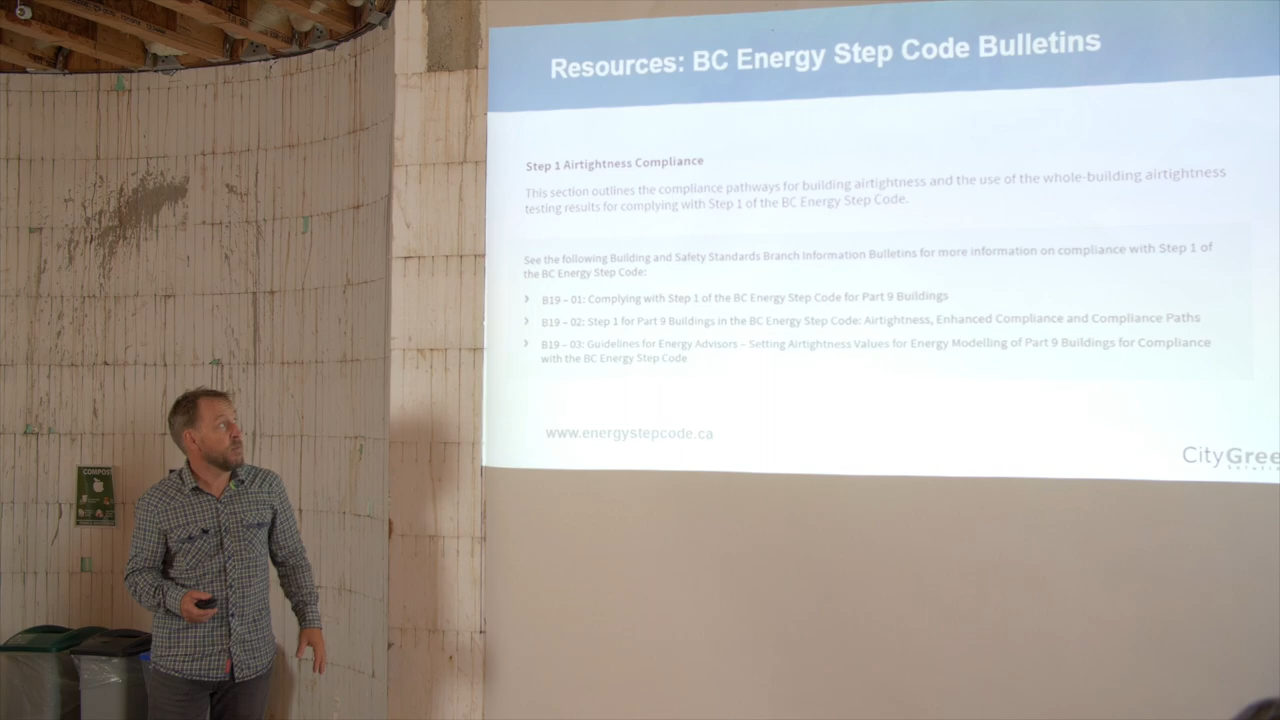 Resources: BC Energy Step Code Bulletins
Step 1 Airtightness Compliance
This section outlines the compliance pathways for building airtightness and the use of the whole-building airtightness
testing results for complying with Step 1 of the BC Energy Step Code.
See the following Building and Safety Standards Branch Information Bulletins for more information on compliance with Step 1 of
the BC Energy Step Code:
› B19 – 01: Complying with Step 1 of the BC Energy Step Code for Part 9 Buildings
› B19 – 02: Step 1 for Part 9 Buildings in the BC Energy Step Code: Airtightness, Enhanced Compliance and Compliance Paths
› B19 – 03: Guidelines for Energy Advisors – Setting Airtightness Values for Energy Modelling of Part 9 Buildings for Compliance
with the BC Energy Step Code
www.energystepcode.ca
CityGree
COMPOST